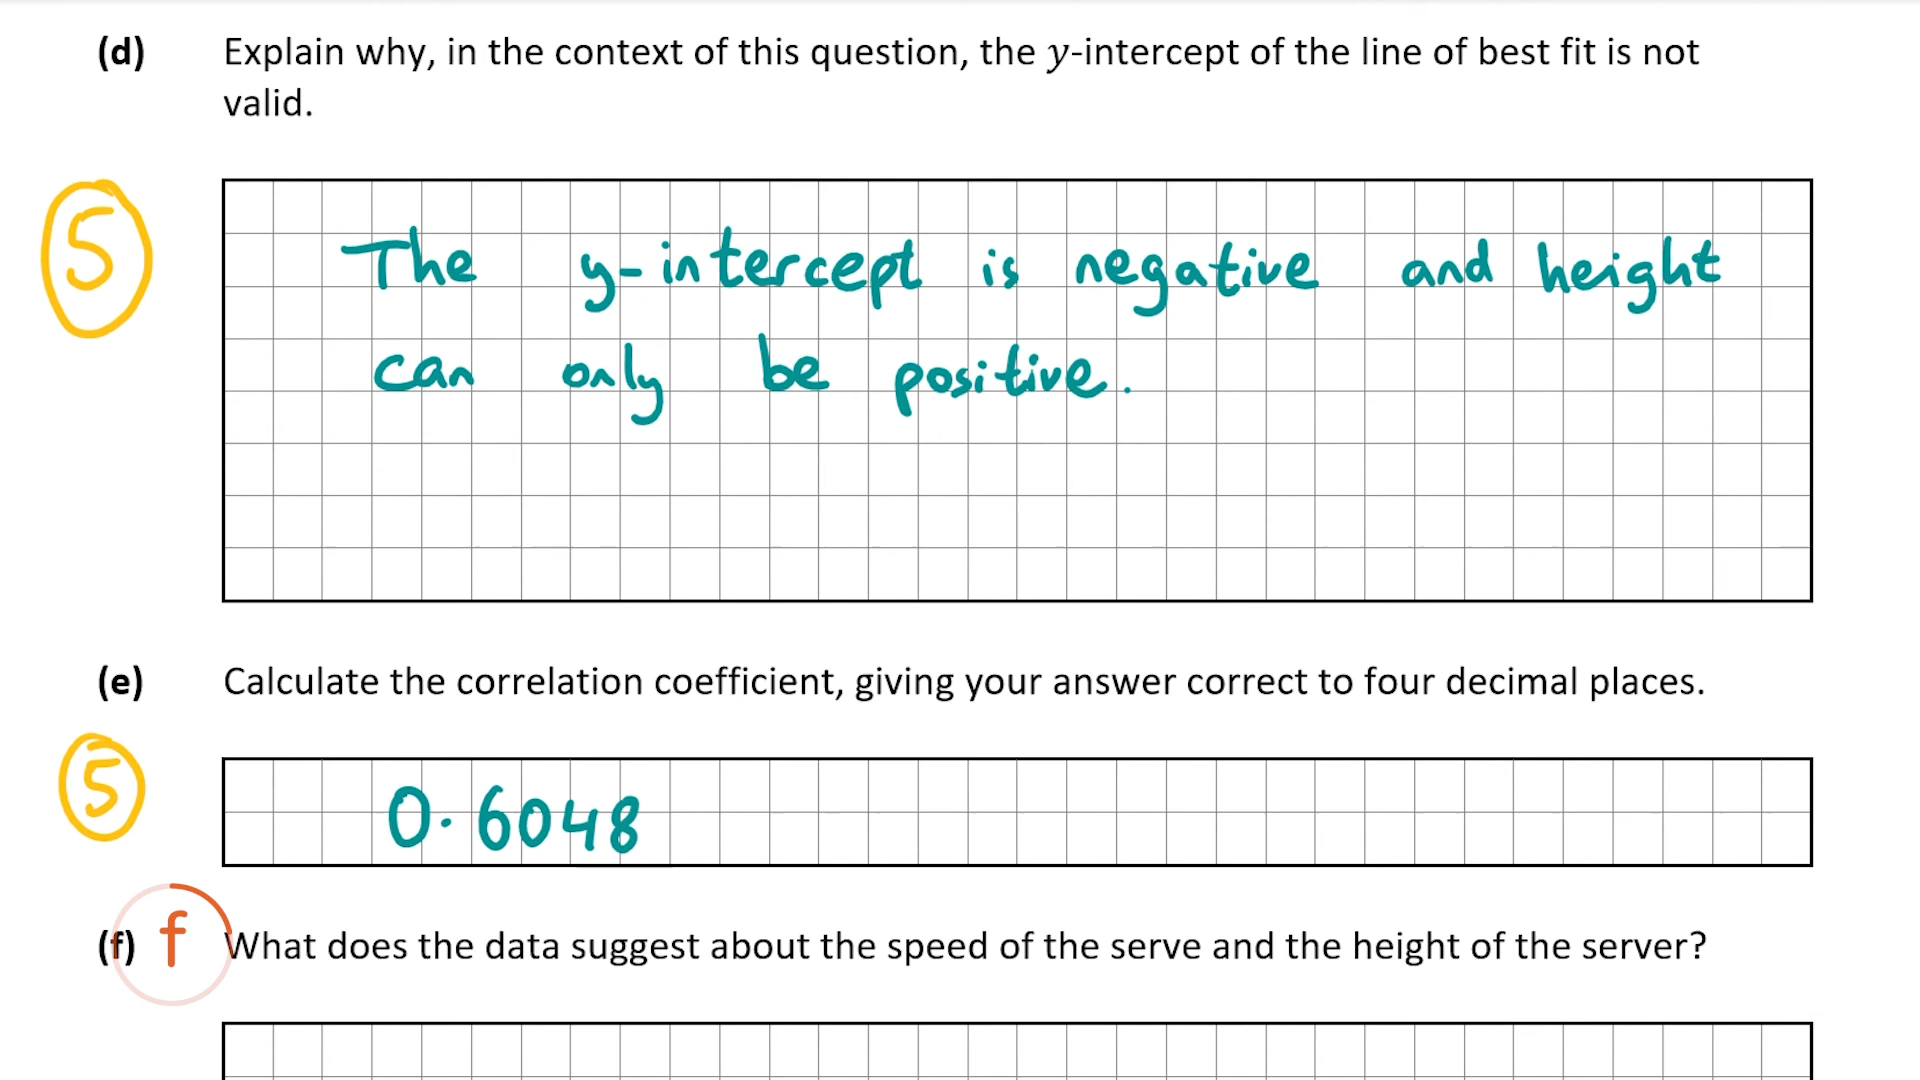 (d) Explain why, in the context of this question, the y-intercept of the line of best fit is not
valid.
5
The y-intercept is negative and height
can only be positive.
(e) Calculate the correlation coefficient, giving your answer correct to four decimal places.
5
0.6048
(f) f What does the data suggest about the speed of the serve and the height of the server?